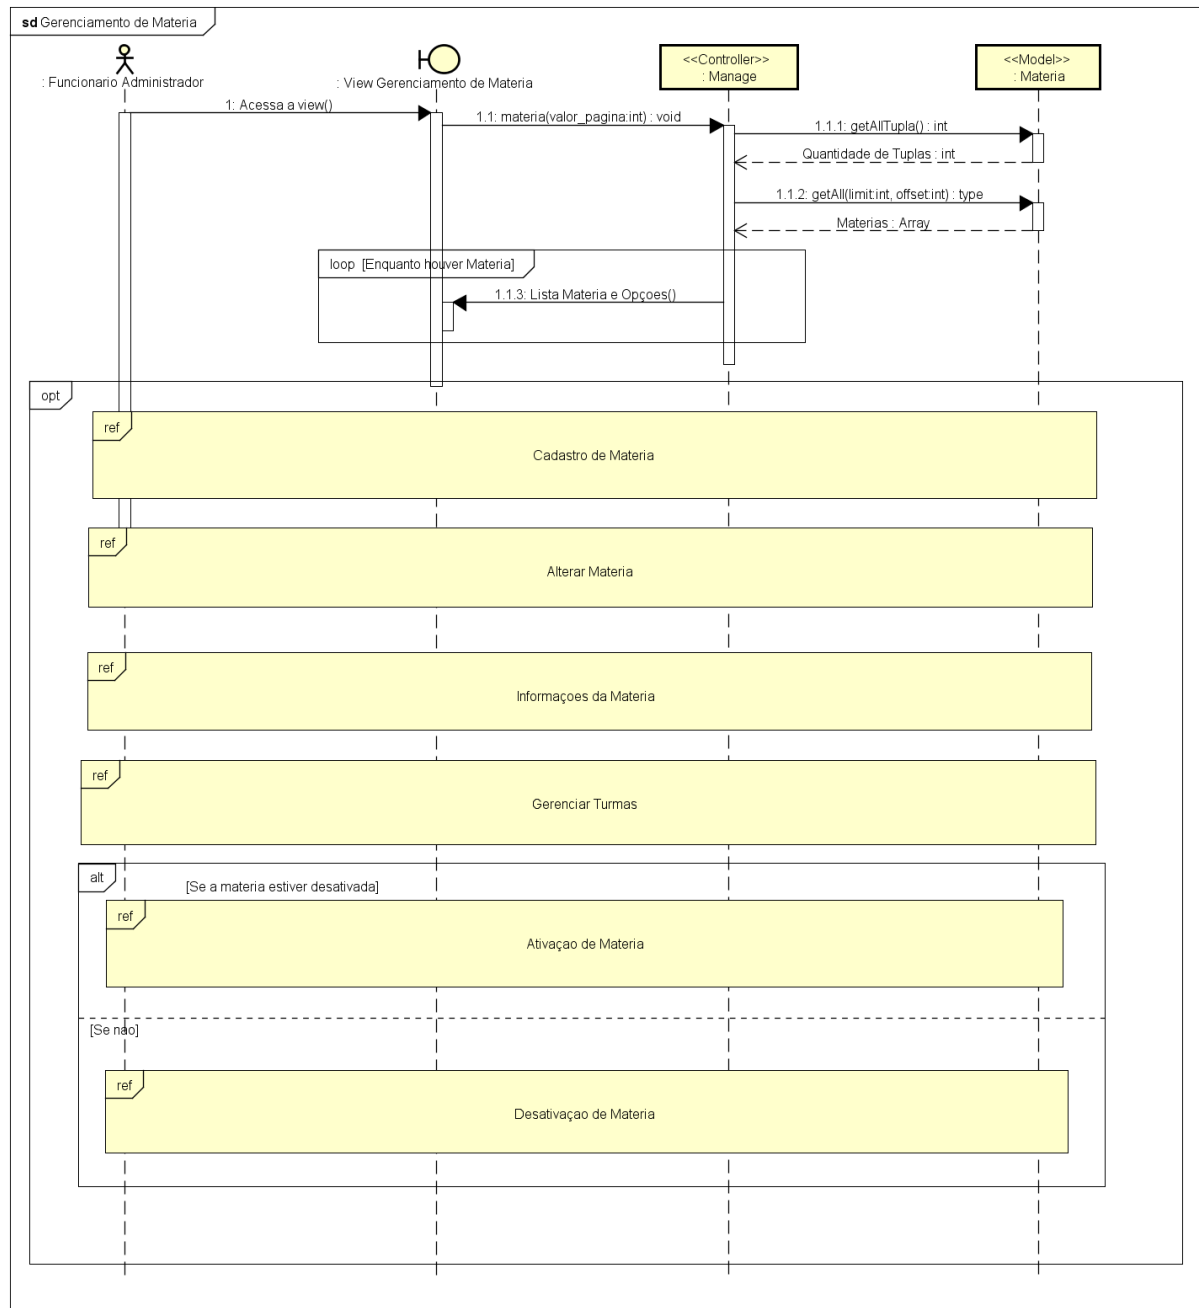 sd Gerenciamento de Materia
: Funcionario Administrador
: View Gerenciamento de Materia
<<Controller>>
: Manage
<<Model>>
: Materia
1: Acessa a view()
1.1: materia(valor_pagina:int) : void
1.1.1: getAllTupla() : int
Quantidade de Tuplas : int
1.1.2: getAll(limit:int, offset:int) : type
Materias : Array
loop [Enquanto houver Materia]
1.1.3: Lista Materia e Opçoes()
opt
ref
Cadastro de Materia
ref
Alterar Materia
ref
Informaçoes da Materia
ref
Gerenciar Turmas
alt
[Se a materia estiver desativada]
ref
Ativaçao de Materia
[Se não]
ref
Desativaçao de Materia